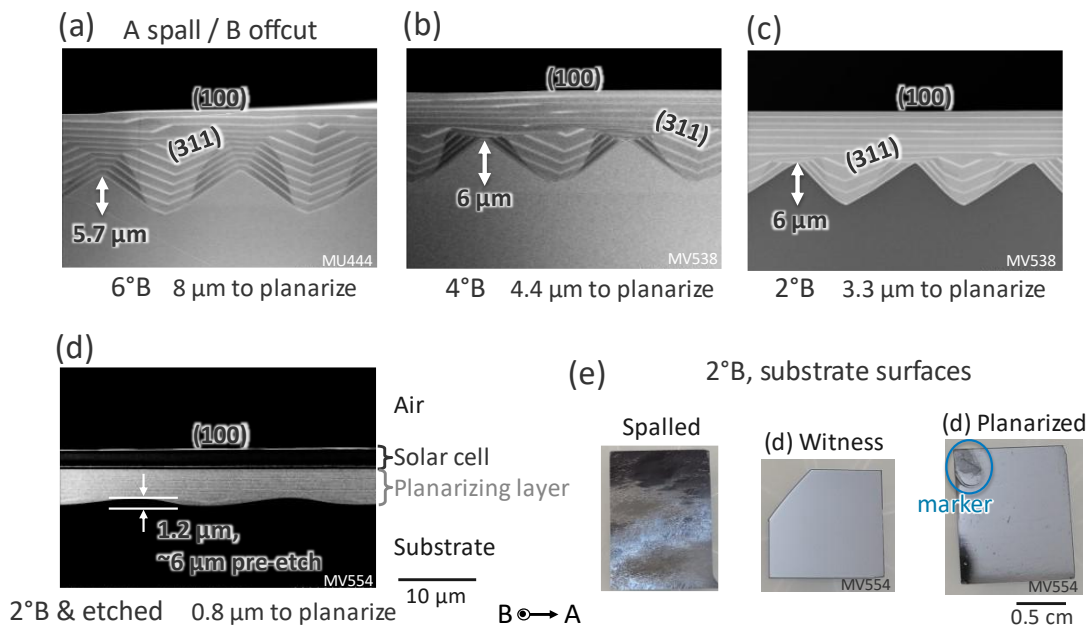 (a) A spall / B offcut
(100)
(311)
5.7 µm
MU444
6°B 8 µm to planarize
(b)
(100)
(311)
6 µm
MV538
4°B 4.4 µm to planarize
(c)
(100)
(311)
6 µm
MV538
2°B 3.3 µm to planarize
(d)
(100)
1.2 µm,
~6 µm pre-etch
MV554
Air
Solar cell
Planarizing layer
Substrate
10 µm
2°B & etched 0.8 µm to planarize
B A
(e) 2°B, substrate surfaces
Spalled
(d) Witness
MV554
(d) Planarized
marker
MV554
0.5 cm